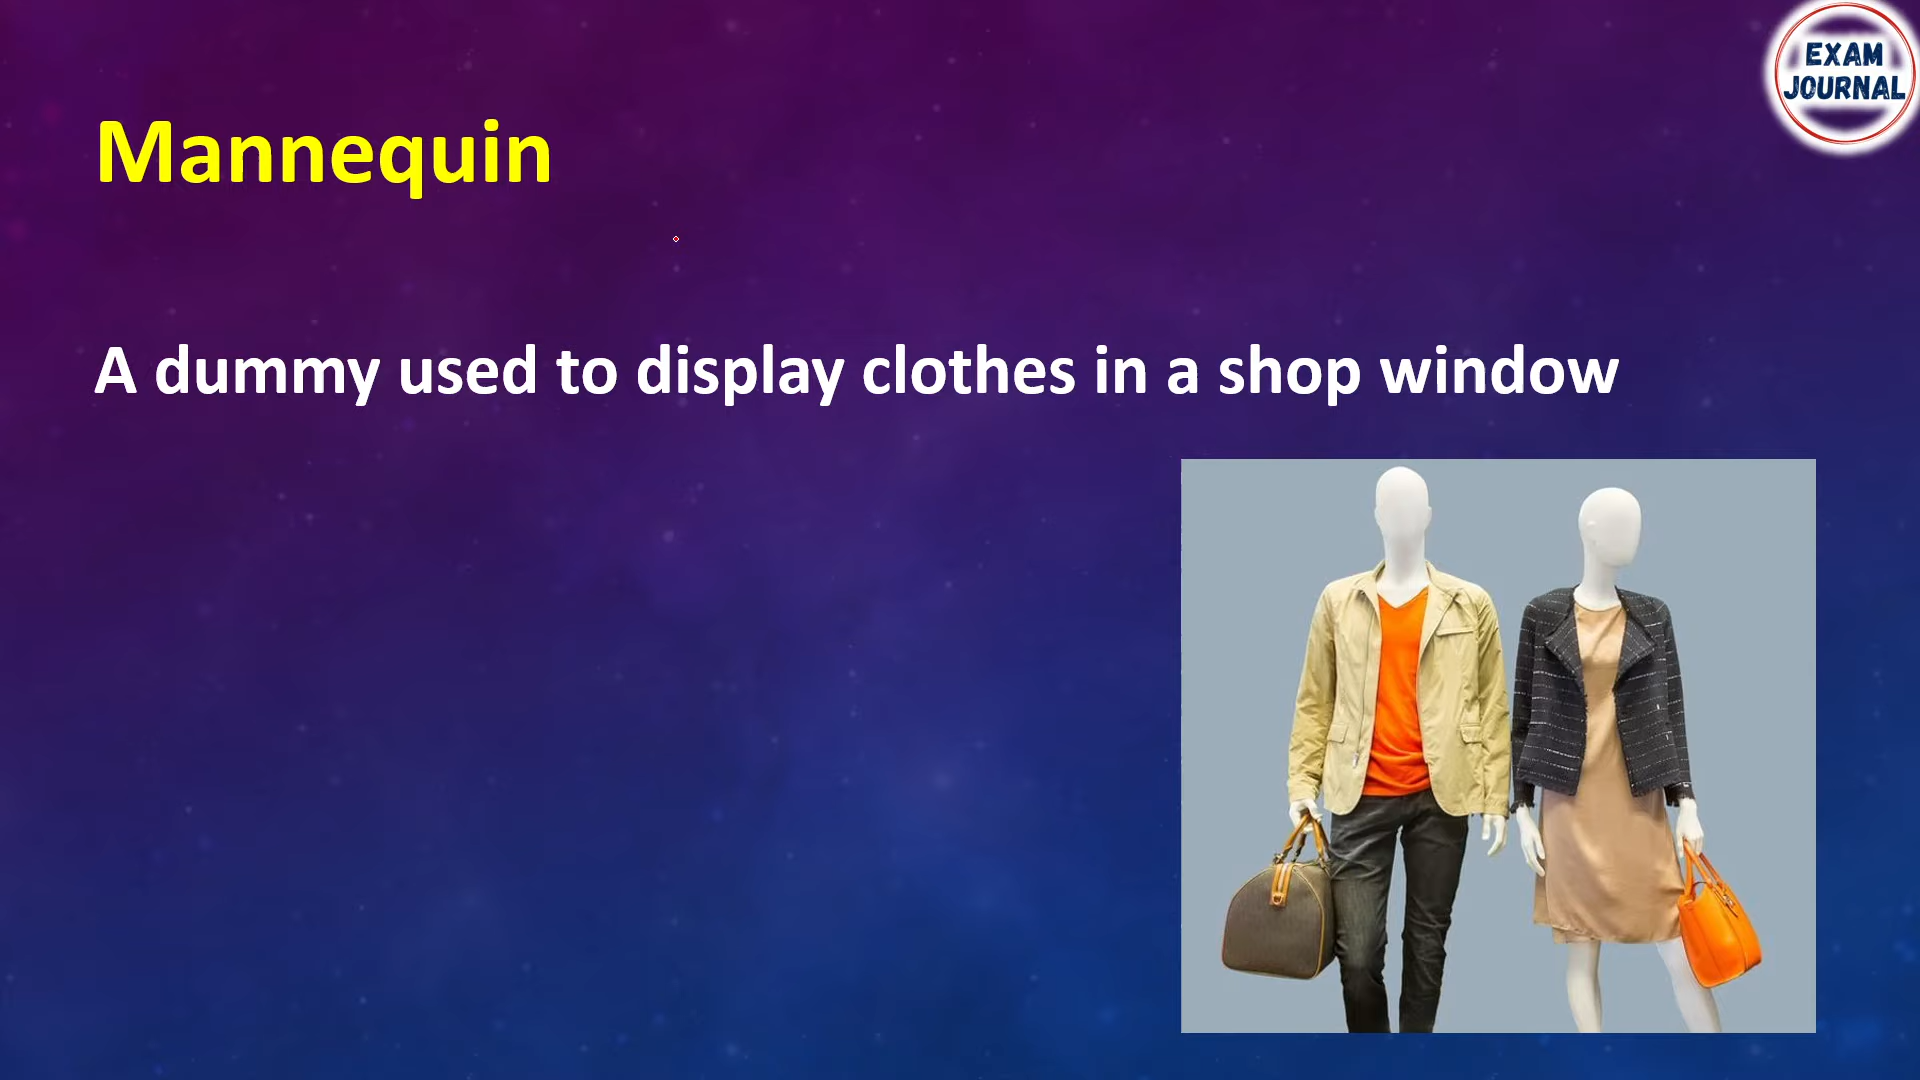 EXAM
JOURNAL
Mannequin
A dummy used to display clothes in a shop window